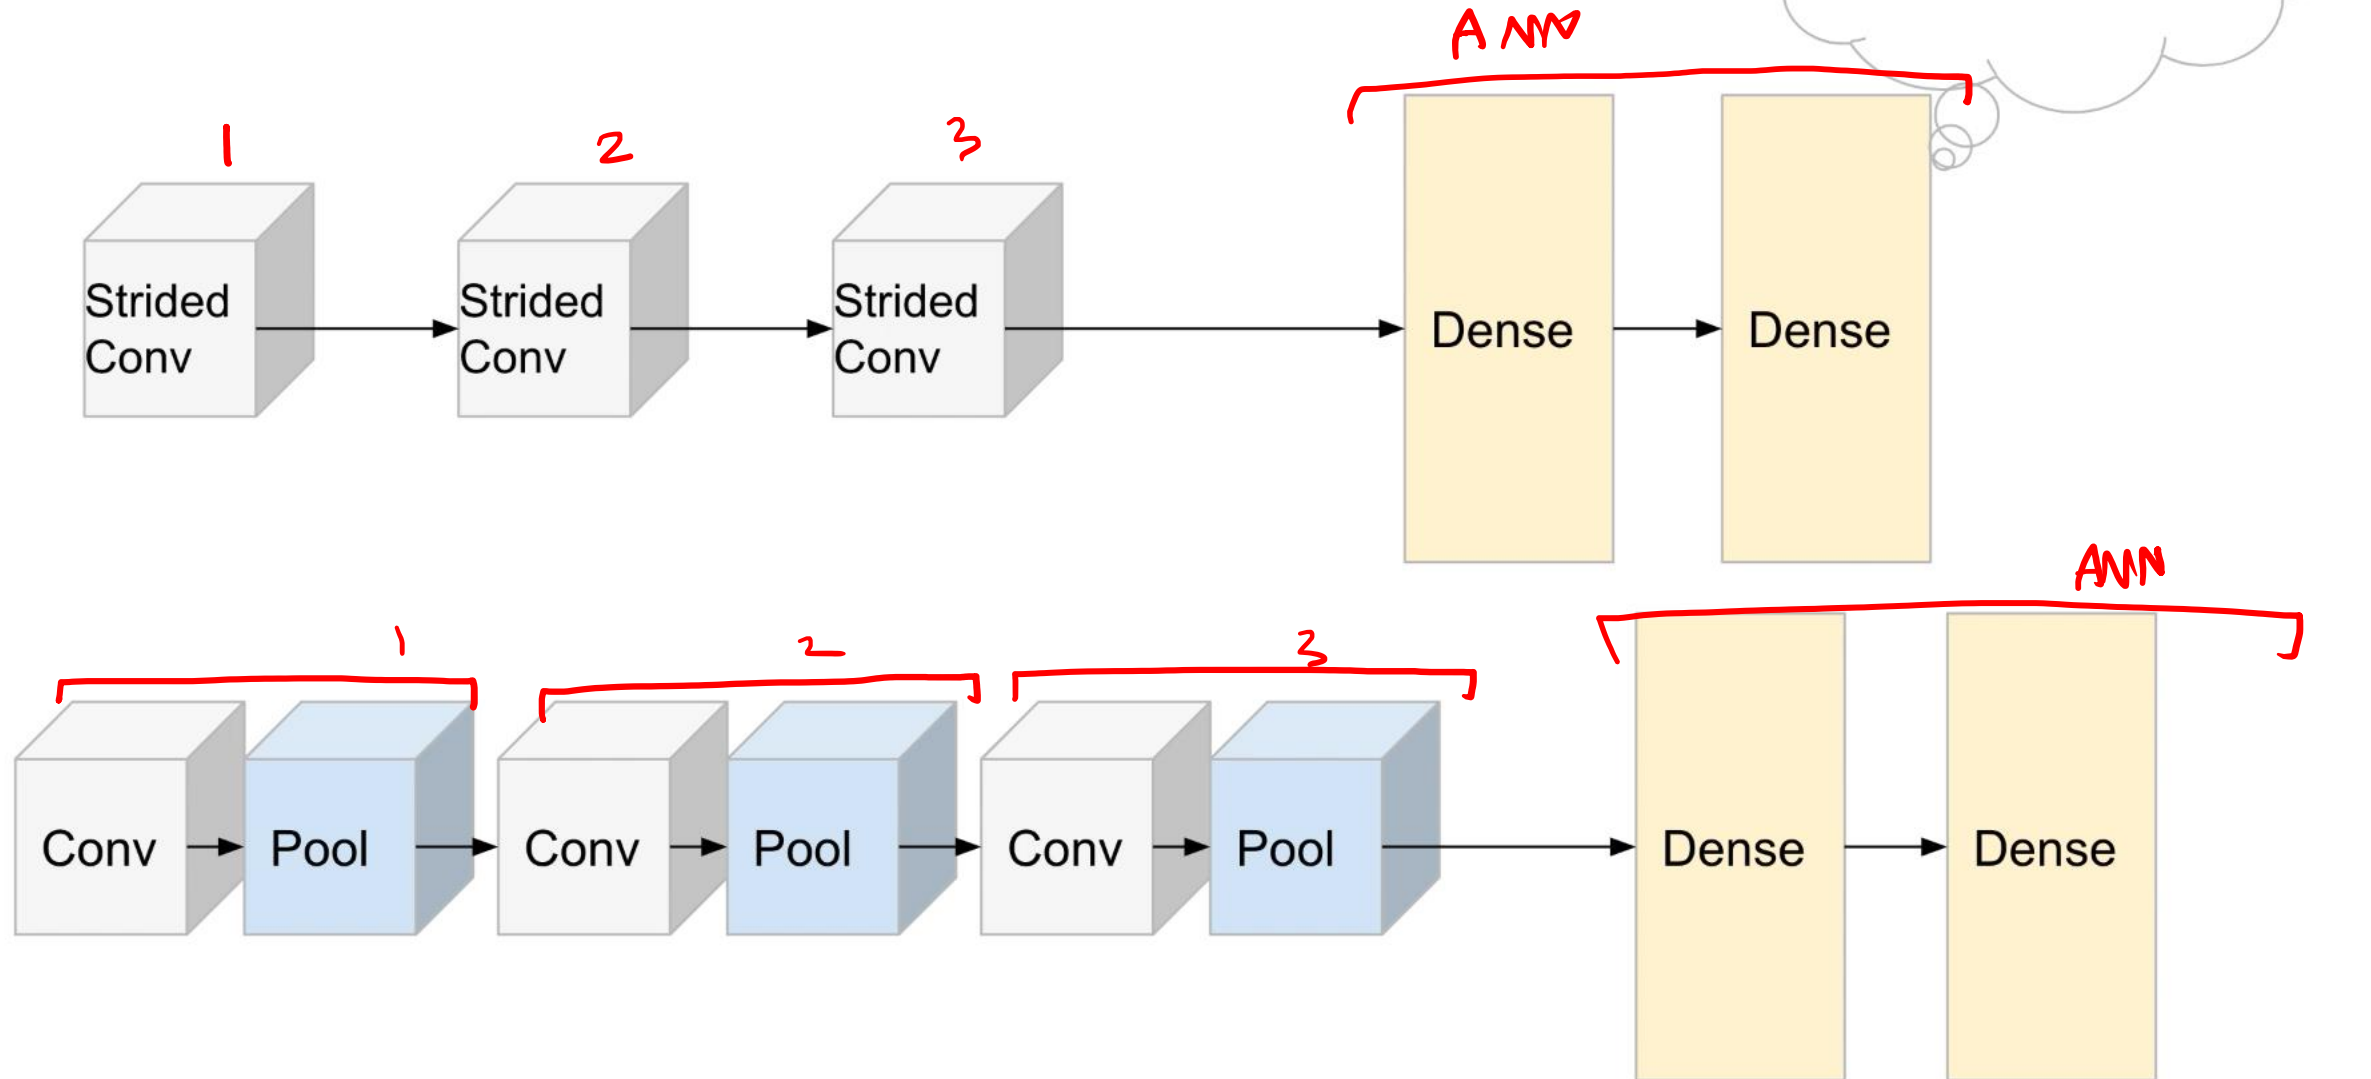 ANN
1 2 3
Strided Conv
Strided Conv
Strided Conv
Dense
Dense
ANN
1 2 3
Conv
Pool
Conv
Pool
Conv
Pool
Dense
Dense